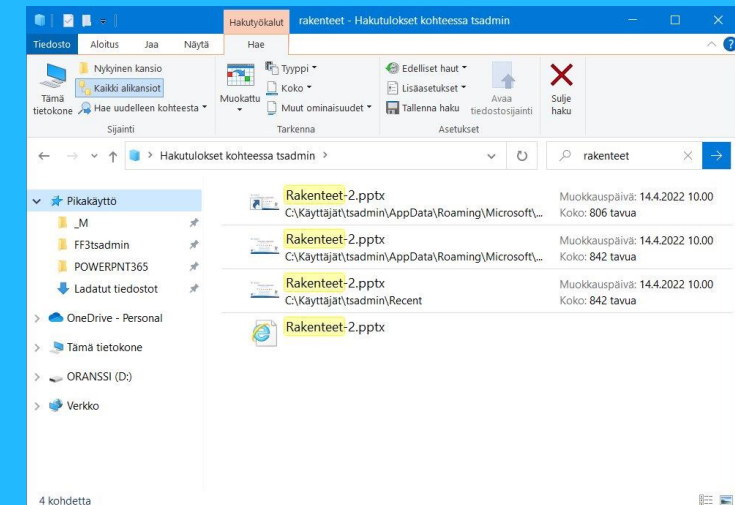 Hakutyökalut
rakenteet - Hakutulokset kohteessa tsadmin
Tiedosto Aloitus Jaa Näytä Hae
Tämä tietokone
Nykyinen kansio
Kaikki alikansiot
Hae uudelleen kohteesta
Sijainti
Muokattu
Tyyppi
Koko
Muut ominaisuudet
Tarkenna
Edelliset haut
Lisäasetukset
Tallenna haku
Avaa tiedostosijainti
Asetukset
Sulje haku
Hakutulokset kohteessa tsadmin
rakenteet
Pikakäyttö
_M
FF3tsadmin
POWERPNT365
Ladatut tiedostot
OneDrive - Personal
Tämä tietokone
ORANSSI (D:)
Verkko
Rakenteet-2.pptx
C:\Käyttäjät\tsadmin\AppData\Roaming\Microsoft\...
Muokkauspäivä: 14.4.2022 10.00
Koko: 806 tavua
Rakenteet-2.pptx
C:\Käyttäjät\tsadmin\AppData\Roaming\Microsoft\...
Muokkauspäivä: 14.4.2022 10.00
Koko: 842 tavua
Rakenteet-2.pptx
C:\Käyttäjät\tsadmin\Recent
Muokkauspäivä: 14.4.2022 10.00
Koko: 842 tavua
Rakenteet-2.pptx
4 kohdetta